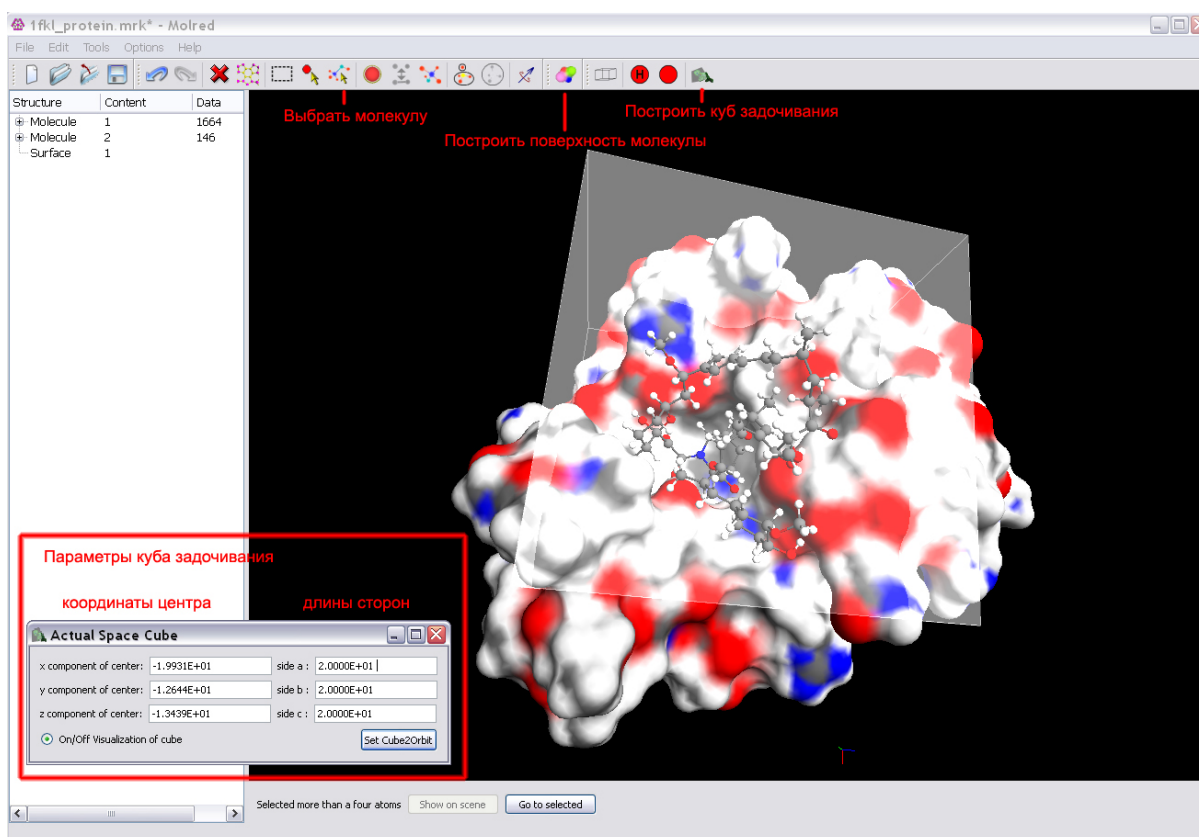 1fkl_protein.mrk* - Molred
File Edit Tools Options Help
H
Structure Content Data
Molecule 1 1664
Molecule 2 146
Surface 1
Выбрать молекулу
Построить поверхность молекулы
Построить куб задочивания
Параметры куба задочивания
координаты центра
длины сторон
Actual Space Cube
x component of center: -1.9931E+01 side a : 2.0000E+01
y component of center: -1.2644E+01 side b : 2.0000E+01
z component of center: -1.3439E+01 side c : 2.0000E+01
On/Off Visualization of cube Set Cube2Orbit
Selected more than a four atoms Show on scene Go to selected